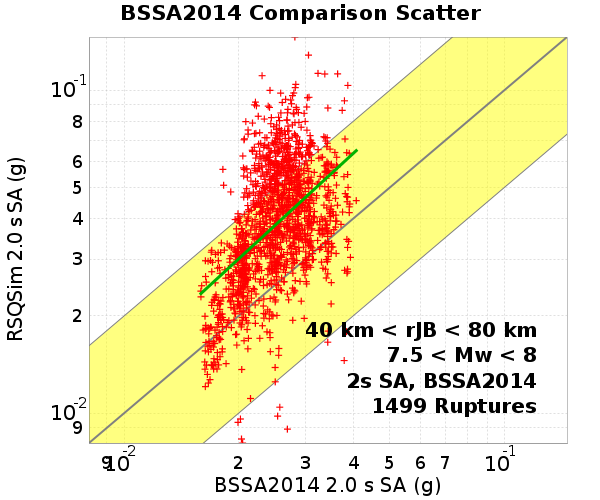 BSSA2014 Comparison Scatter
RSQSim 2.0 s SA (g)
10-1
8
6
5
4
3
2
10-2
9
40 km < rJB < 80 km
7.5 < Mw < 8
2s SA, BSSA2014
1499 Ruptures
9 10-2 2 3 4 5 6 7 8 10-1
BSSA2014 2.0 s SA (g)